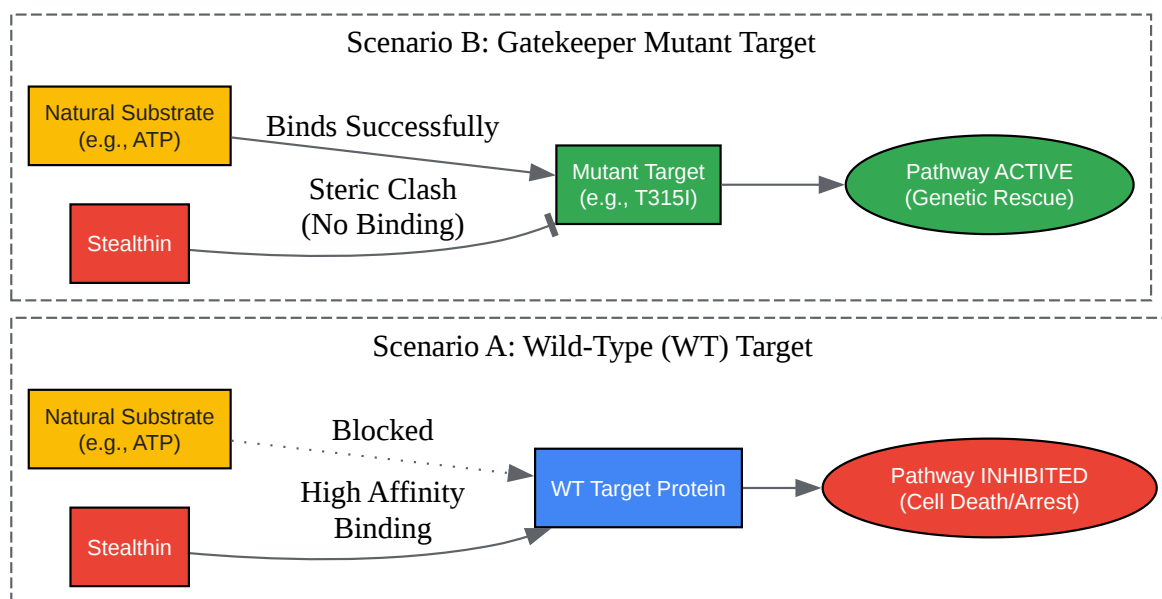 Scenario B: Gatekeeper Mutant Target
Natural Substrate
(e.g., ATP)
Binds Successfully
Steric Clash
(No Binding)
Stealthin
Mutant Target
(e.g., T315I)
Pathway ACTIVE
(Genetic Rescue)
Scenario A: Wild-Type (WT) Target
Natural Substrate
(e.g., ATP)
Blocked
High Affinity
Binding
Stealthin
WT Target Protein
Pathway INHIBITED
(Cell Death/Arrest)